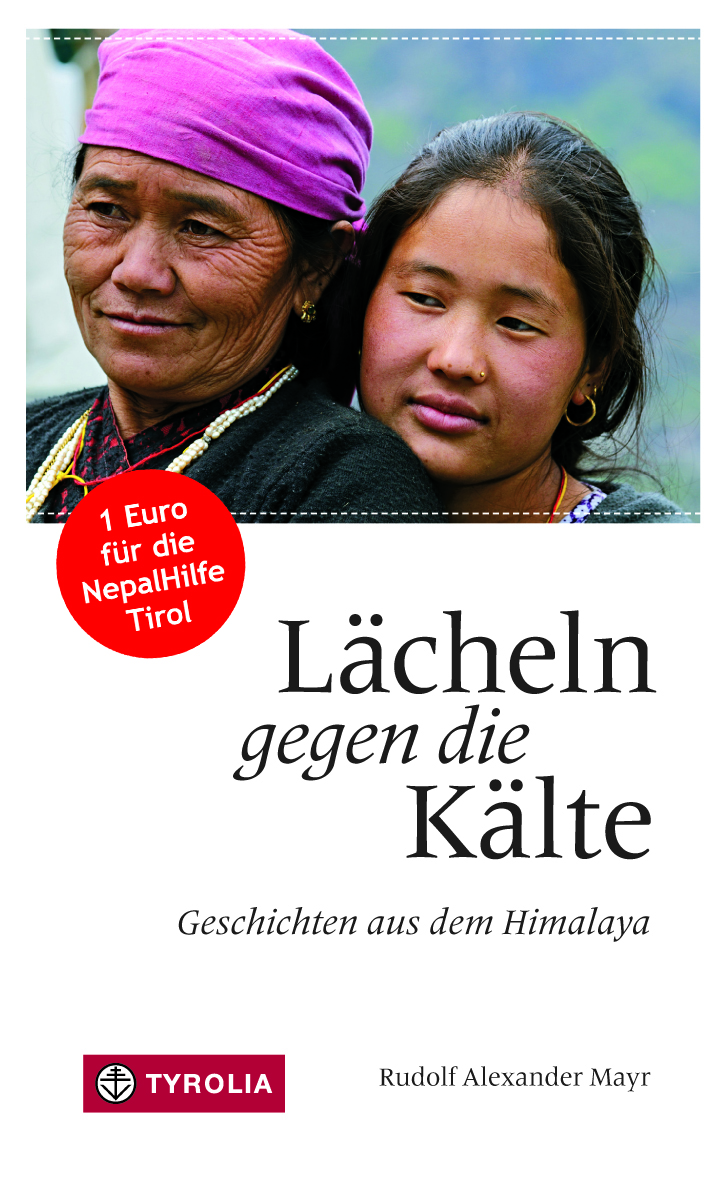 1 Euro
für die
NepalHilfe
Tirol
Lächeln
gegen die
Kälte
Geschichten aus dem Himalaya
TYROLIA
Rudolf Alexander Mayr